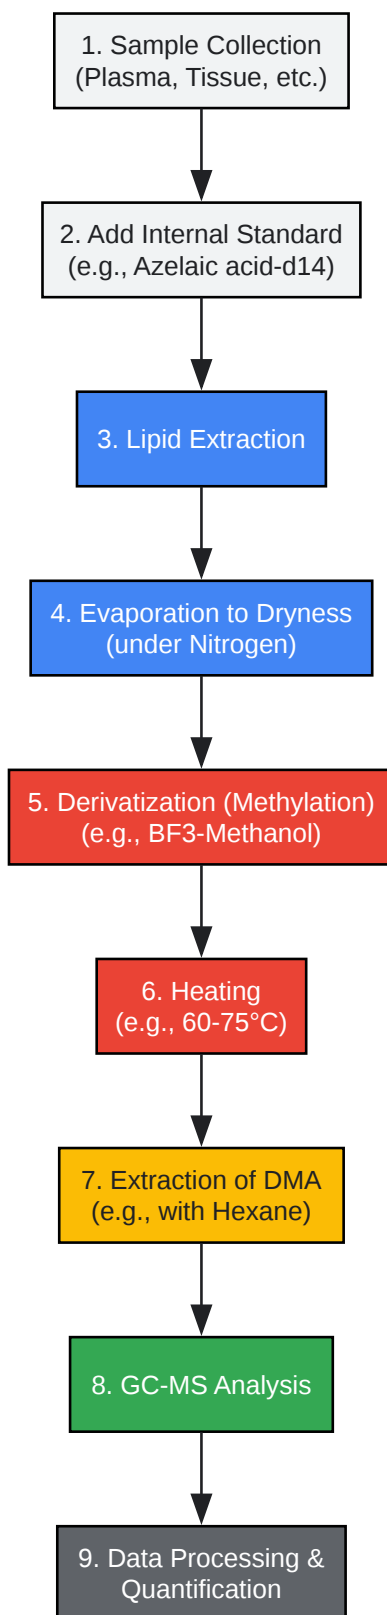 1. Sample Collection
(Plasma, Tissue, etc.)
2. Add Internal Standard
(e.g., Azelaic acid-d14)
3. Lipid Extraction
4. Evaporation to Dryness
(under Nitrogen)
5. Derivatization (Methylation)
(e.g., BF3-Methanol)
6. Heating
(e.g., 60-75°C)
7. Extraction of DMA
(e.g., with Hexane)
8. GC-MS Analysis
9. Data Processing &
Quantification